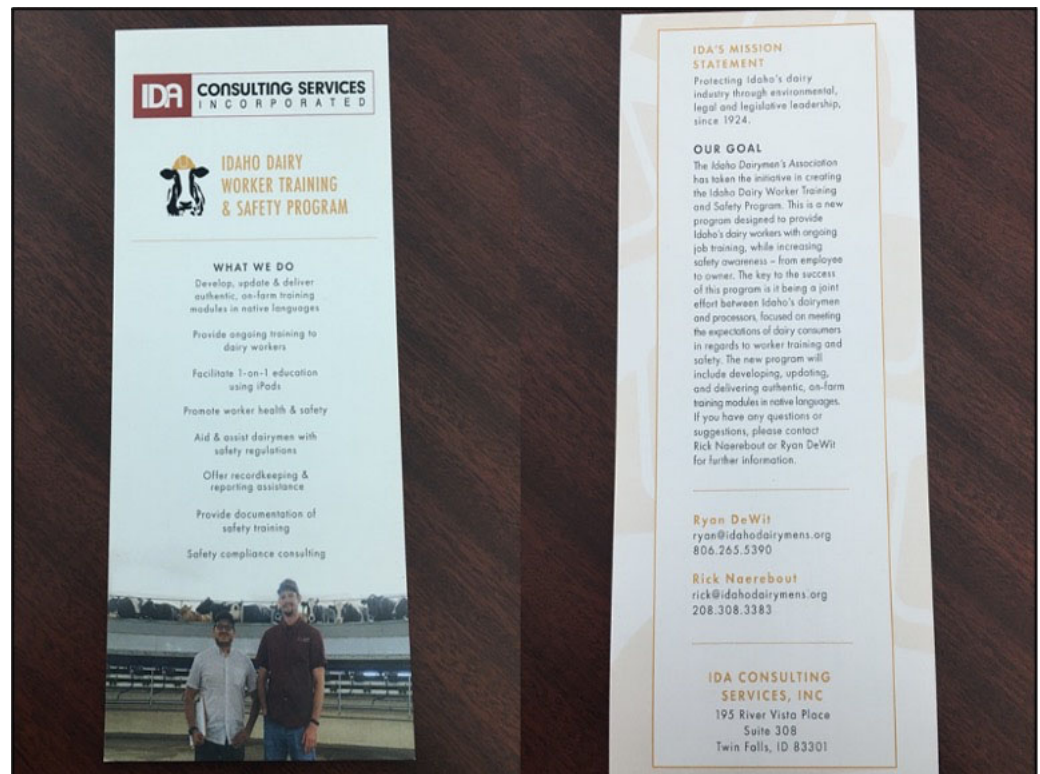 IDA CONSULTING SERVICES
INCORPORATED
IDAHO DAIRY
WORKER TRAINING
& SAFETY PROGRAM
WHAT WE DO
Develop, update & deliver
authentic, on-farm training
modules in native languages
Provide ongoing training to
dairy workers
Facilitate 1-on-1 education
using iPads
Promote worker health & safety
Aid & assist dairymen with
safety regulations
Offer recordkeeping &
reporting assistance
Provide documentation of
safety training
Safety compliance consulting
IDA'S MISSION
STATEMENT
Protecting Idaho's dairy
industry through environmental,
legal and legislative leadership,
since 1924.
OUR GOAL
The Idaho Dairymen's Association
has taken the initiative in creating
the Idaho Dairy Worker Training
and Safety Program. This is a new
program designed to provide
Idaho's dairy workers with ongoing
job training, while increasing
safety awareness – from employee
to owner. The key to the success
of this program is it being a joint
effort between Idaho's dairymen
and processors, focused on meeting
the expectations of dairy consumers
in regards to worker training and
safety. The new program will
include developing, updating,
and delivering authentic, on-farm
training modules in native languages.
If you have any questions or
suggestions, please contact
Rick Naerebout or Ryan DeWit
for further information.
Ryan DeWit
ryan@idahodairymens.org
806.265.5390
Rick Naerebout
rick@idahodairymens.org
208.308.3383
IDA CONSULTING
SERVICES, INC
195 River Vista Place
Suite 308
Twin Falls, ID 83301